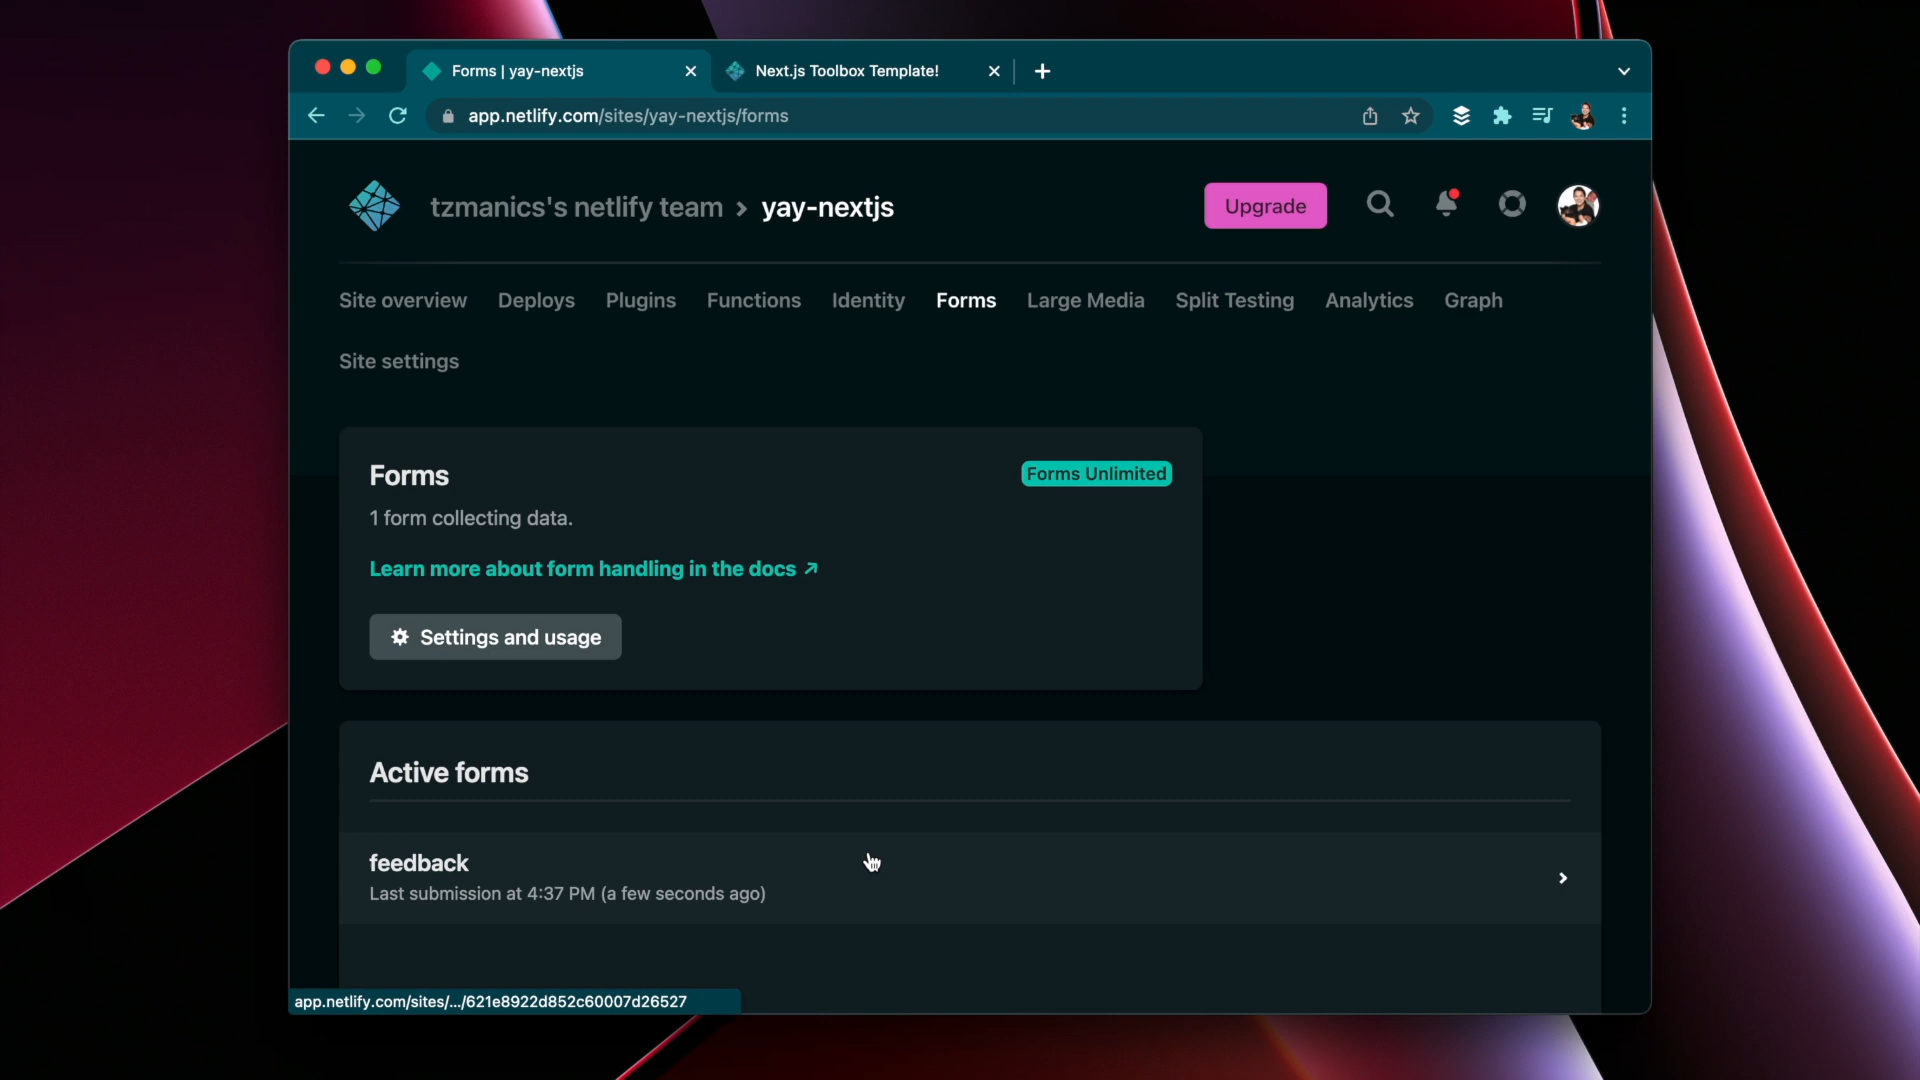 Forms | yay-nextjs
Next.js Toolbox Template!
app.netlify.com/sites/yay-nextjs/forms
tzmanics's netlify team › yay-nextjs
Upgrade
Site overview Deploys Plugins Functions Identity Forms Large Media Split Testing Analytics Graph
Site settings
Forms
Forms Unlimited
1 form collecting data.
Learn more about form handling in the docs ↗
Settings and usage
Active forms
feedback
Last submission at 4:37 PM (a few seconds ago)
app.netlify.com/sites/.../621e8922d852c60007d26527